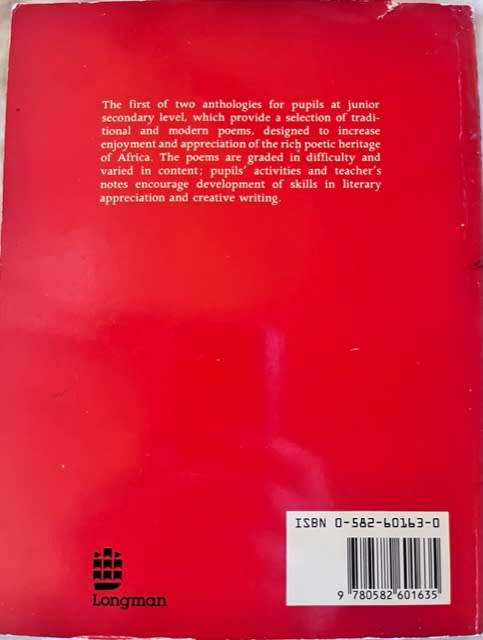 The first of two anthologies for pupils at junior
secondary level, which provide a selection of tradi-
tional and modern poems, designed to increase
enjoyment and appreciation of the rich poetic heritage
of Africa. The poems are graded in difficulty and
varied in content; pupils' activities and teacher's
notes encourage development of skills in literary
appreciation and creative writing.
ISBN 0-582-60163-0
9 780582 601635
Longman